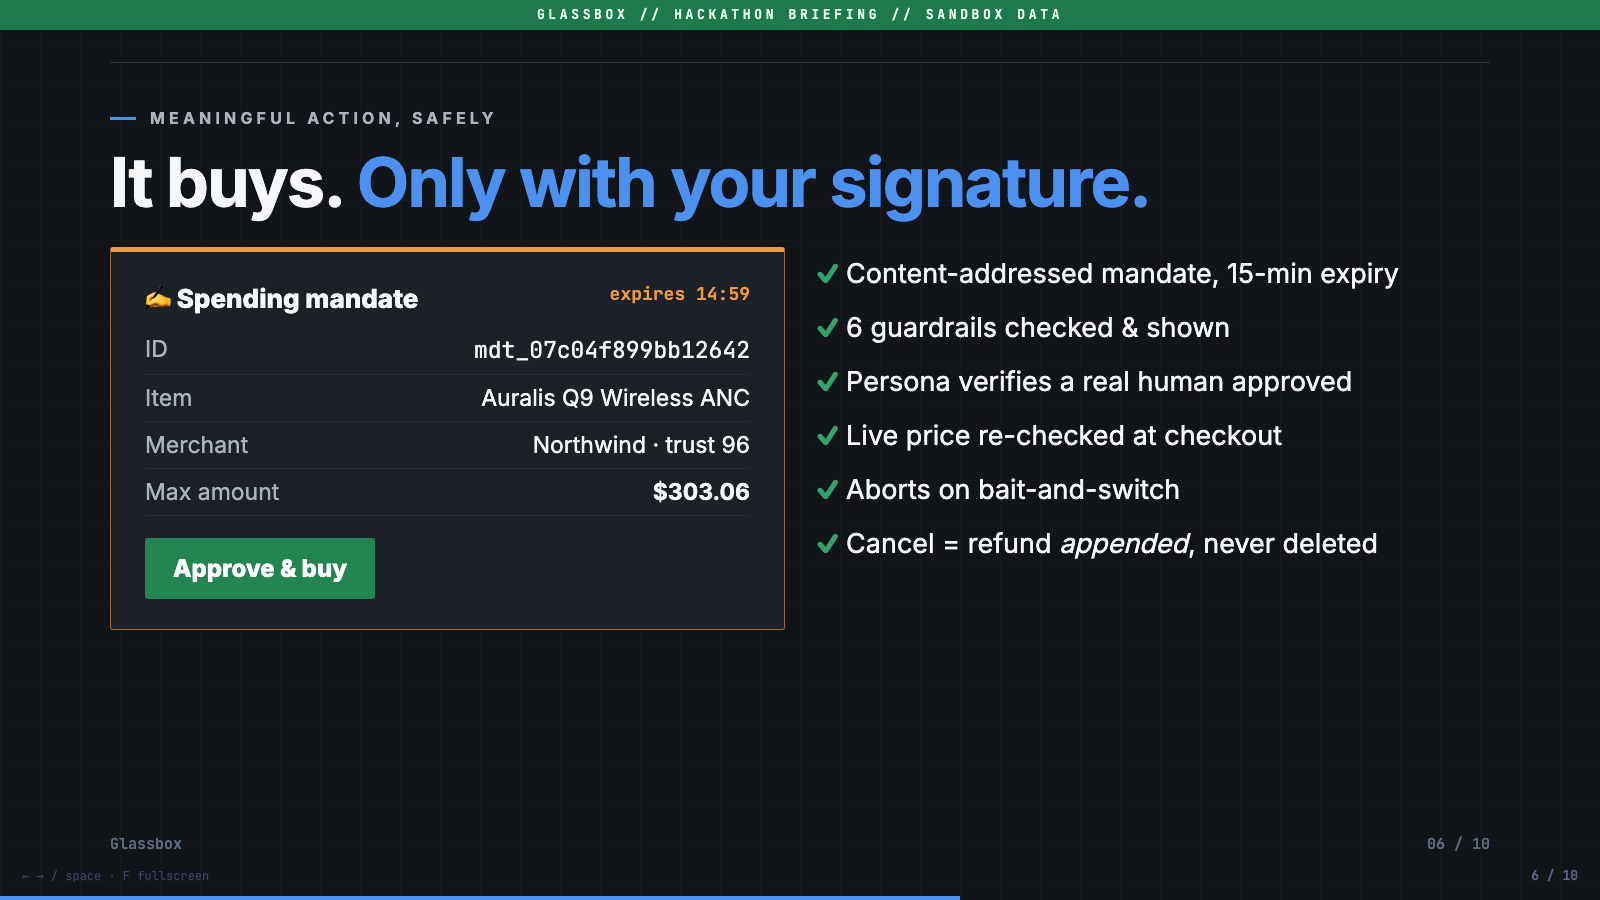 GLASSBOX // HACKATHON BRIEFING // SANDBOX DATA
MEANINGFUL ACTION, SAFELY
It buys. Only with your signature.
✍️ Spending mandate
expires 14:59
ID
mdt_07c04f899bb12642
Item
Auralis Q9 Wireless ANC
Merchant
Northwind · trust 96
Max amount
$303.06
Approve & buy
✔ Content-addressed mandate, 15-min expiry
✔ 6 guardrails checked & shown
✔ Persona verifies a real human approved
✔ Live price re-checked at checkout
✔ Aborts on bait-and-switch
✔ Cancel = refund appended, never deleted
Glassbox
06 / 10
← → / space · F fullscreen
6 / 10